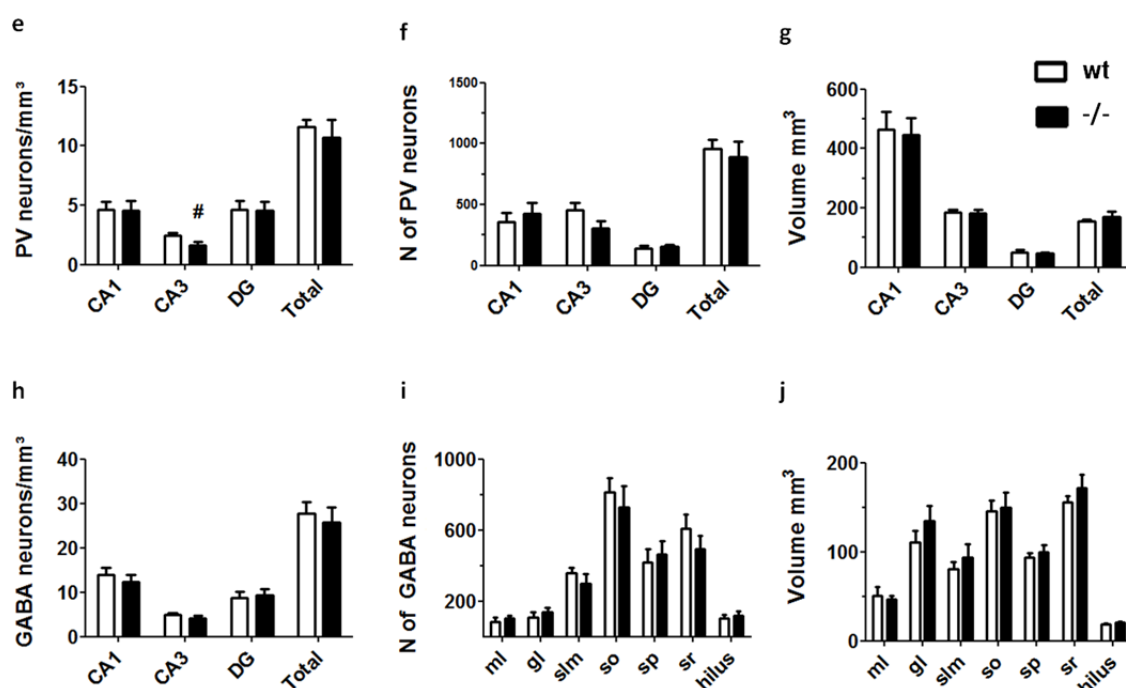 e
f
g
PV neurons/mm³
15
10
5
0
#
CA1
CA3
DG
Total
N of PV neurons
1500
1000
500
0
CA1
CA3
DG
Total
Volume mm³
600
400
200
0
CA1
CA3
DG
Total
wt
-/-
h
i
j
GABA neurons/mm³
40
30
20
10
0
CA1
CA3
DG
Total
N of GABA neurons
1000
600
200
ml
gl
slm
so
sp
sr
hilus
Volume mm³
200
100
0
ml
gl
slm
so
sp
sr
hilus